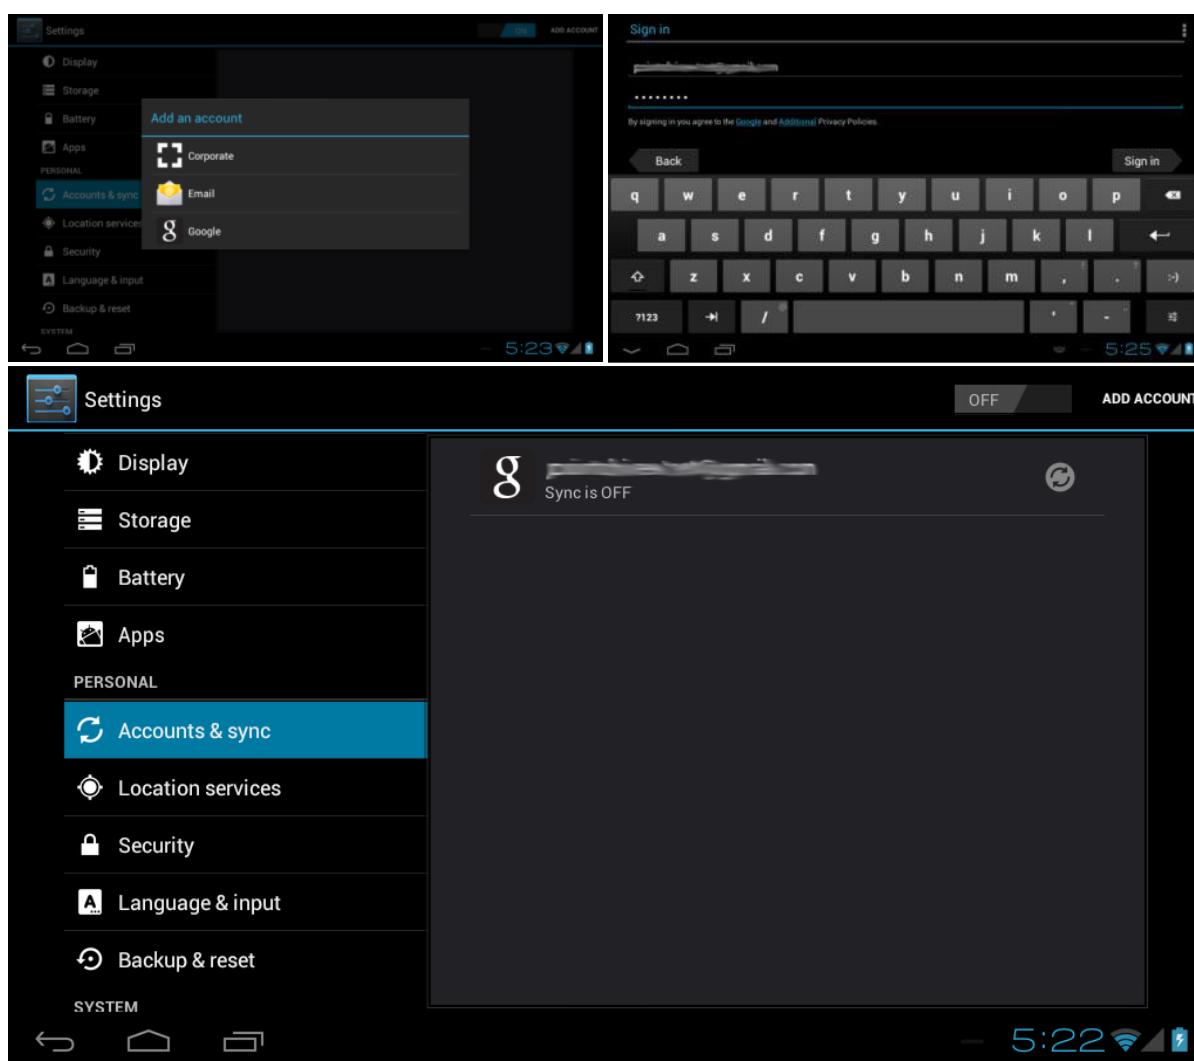 Settings
ON
ADD ACCOUNT
Display
Storage
Battery
Apps
PERSONAL
Accounts & sync
Location services
Security
Language & input
Backup & reset
SYSTEM
Add an account
Corporate
Email
Google
5:23
Sign in
••••••••
By signing in you agree to the Google and Additional Privacy Policies.
Back
Sign in
q w e r t y u i o p
a s d f g h j k l
z x c v b n m , ! . ? :-)
?123 / @ ' " - _
5:25
Settings
OFF
ADD ACCOUNT
Display
Storage
Battery
Apps
PERSONAL
Accounts & sync
Location services
Security
Language & input
Backup & reset
SYSTEM
g
Sync is OFF
5:22